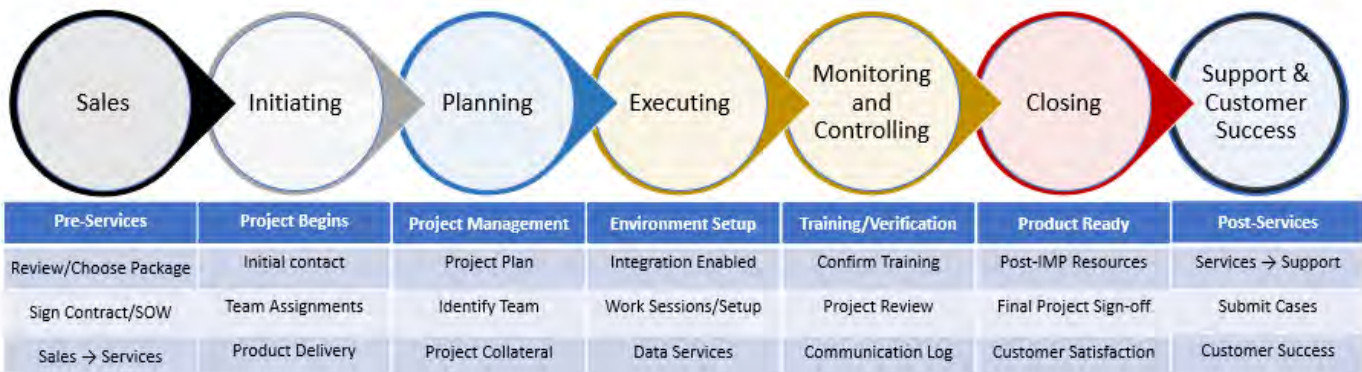 Sales
Initiating
Planning
Executing
Monitoring
and
Controlling
Closing
Support &
Customer
Success
Pre-Services
Project Begins
Project Management
Environment Setup
Training/Verification
Product Ready
Post-Services
Review/Choose Package
Initial contact
Project Plan
Integration Enabled
Confirm Training
Post-IMP Resources
Services → Support
Sign Contract/SOW
Team Assignments
Identify Team
Work Sessions/Setup
Project Review
Final Project Sign-off
Submit Cases
Sales → Services
Product Delivery
Project Collateral
Data Services
Communication Log
Customer Satisfaction
Customer Success